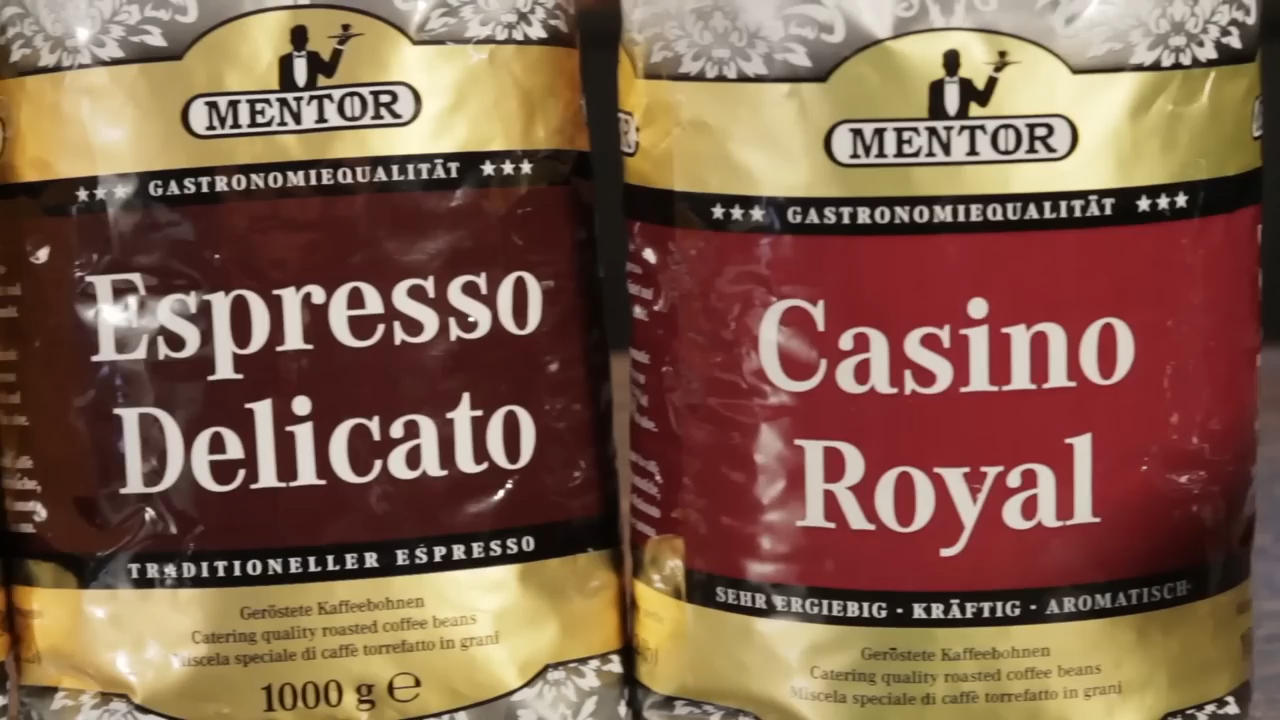 MENTOR
★★★ GASTRONOMIEQUALITÄT ★★★
Espresso
Delicato
TRADITIONELLER ESPRESSO
Geröstete Kaffeebohnen
Catering quality roasted coffee beans
Miscela speciale di caffè torrefatto in grani
1000 g ℮
MENTOR
★★★ GASTRONOMIEQUALITÄT ★★★
Casino
Royal
SEHR ERGIEBIG · KRÄFTIG · AROMATISCH
Geröstete Kaffeebohnen
Catering quality roasted coffee beans
Miscela speciale di caffè torrefatto in grani